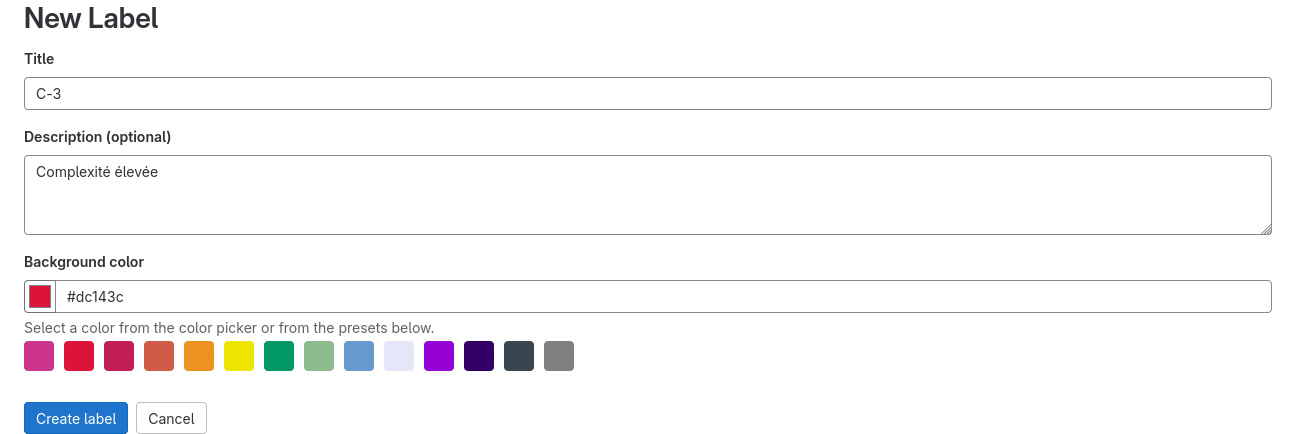 New Label
Title
C-3
Description (optional)
Complexité élevée
Background color
#dc143c
Select a color from the color picker or from the presets below.
Create label
Cancel